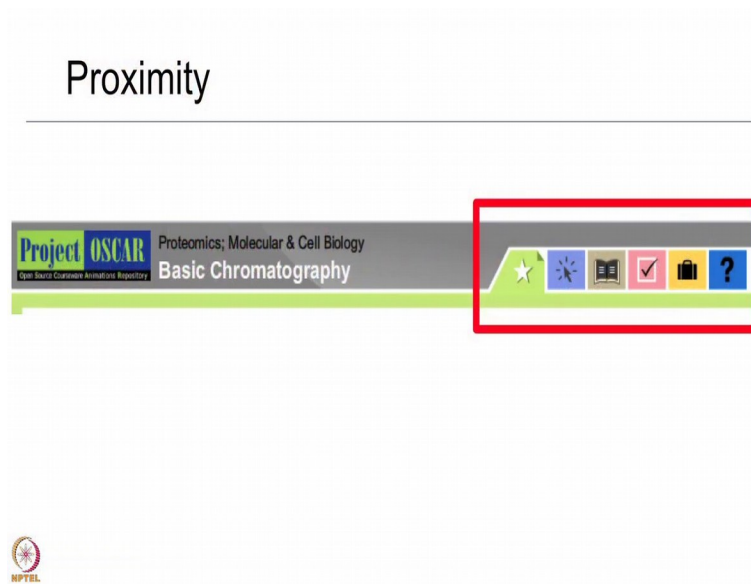 Proximity
Project OSCAR
Open Source Courseware Animations Repository
Proteomics; Molecular & Cell Biology
Basic Chromatography
?
NPTEL